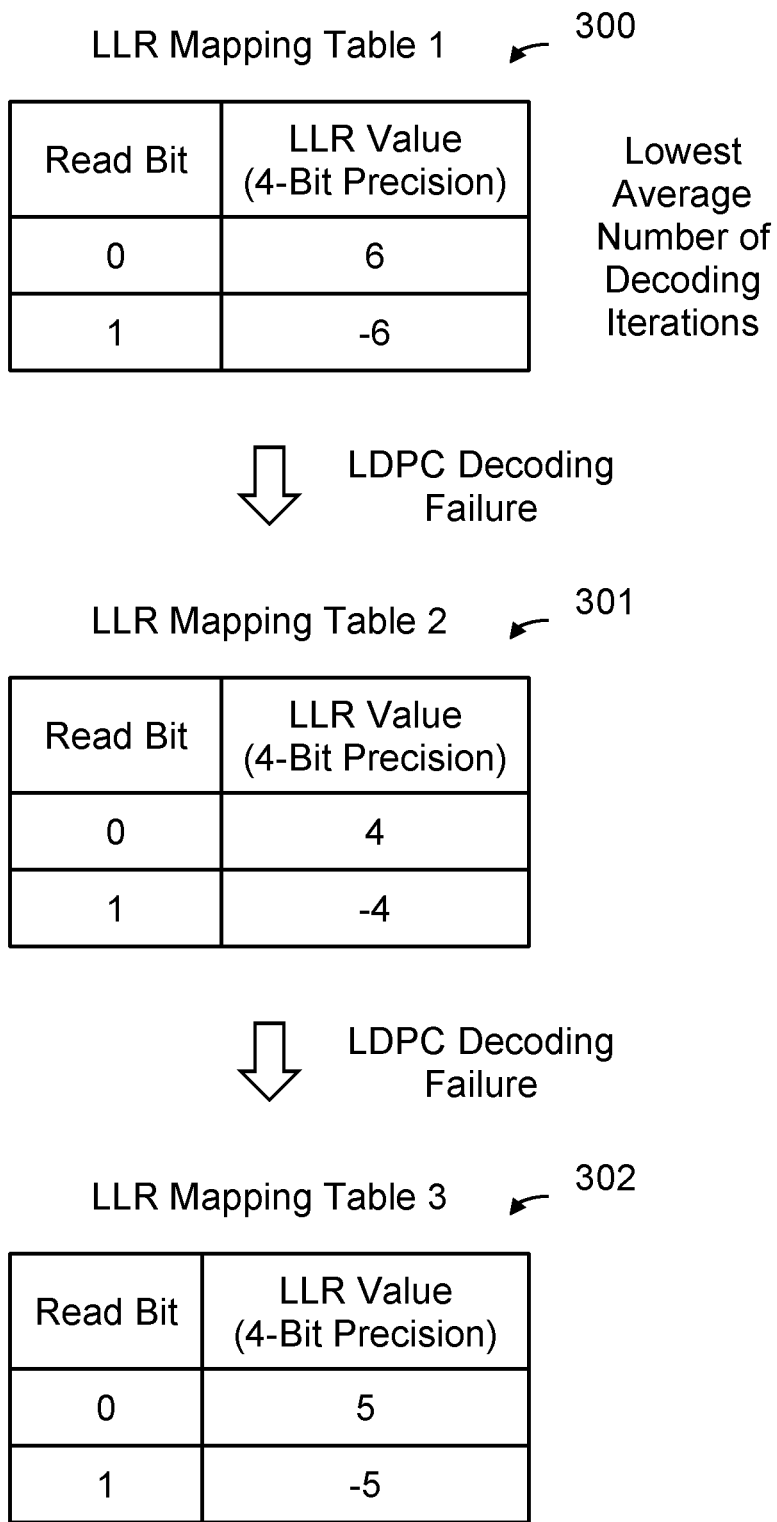 LLR Mapping Table 1
300
Read Bit
LLR Value
(4-Bit Precision)
0
6
1
-6
Lowest
Average
Number of
Decoding
Iterations
LDPC Decoding
Failure
LLR Mapping Table 2
301
Read Bit
LLR Value
(4-Bit Precision)
0
4
1
-4
LDPC Decoding
Failure
LLR Mapping Table 3
302
Read Bit
LLR Value
(4-Bit Precision)
0
5
1
-5